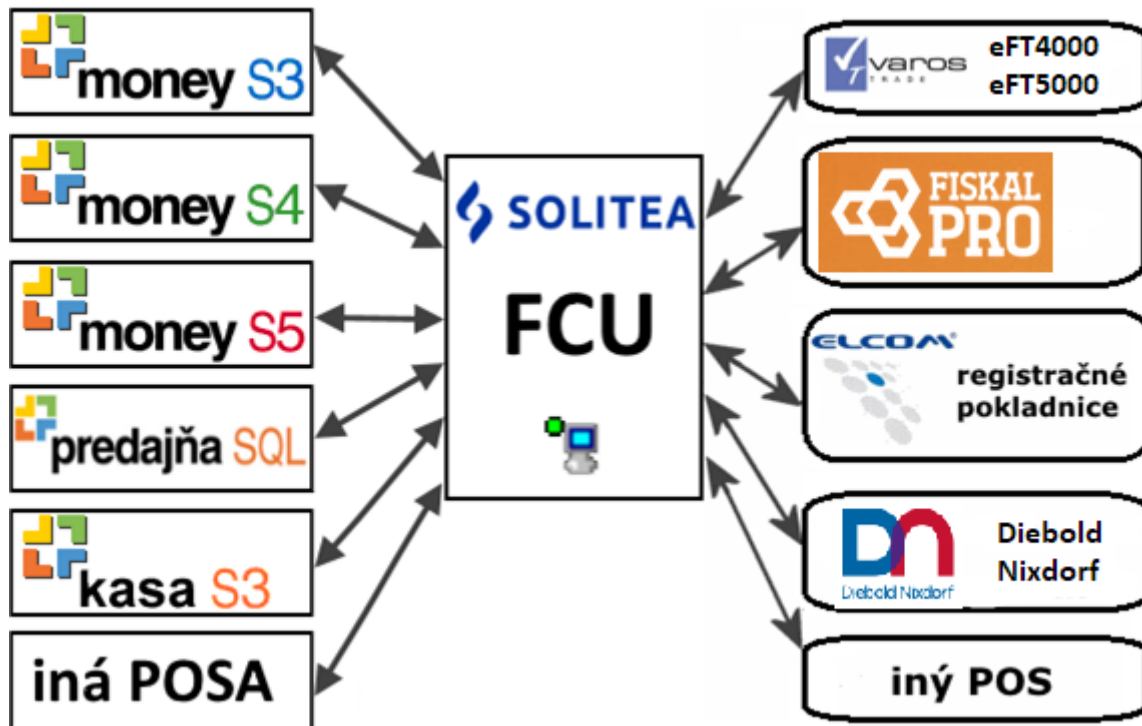 money S3
money S4
money S5
predajňa SQL
kasa S3
iná POSA
SOLITEA
FCU
varos
TRADE
eFT4000
eFT5000
FISKAL
PRO
ELCOM®
registračné
pokladnice
DN
Diebold Nixdorf
Diebold
Nixdorf
iný POS